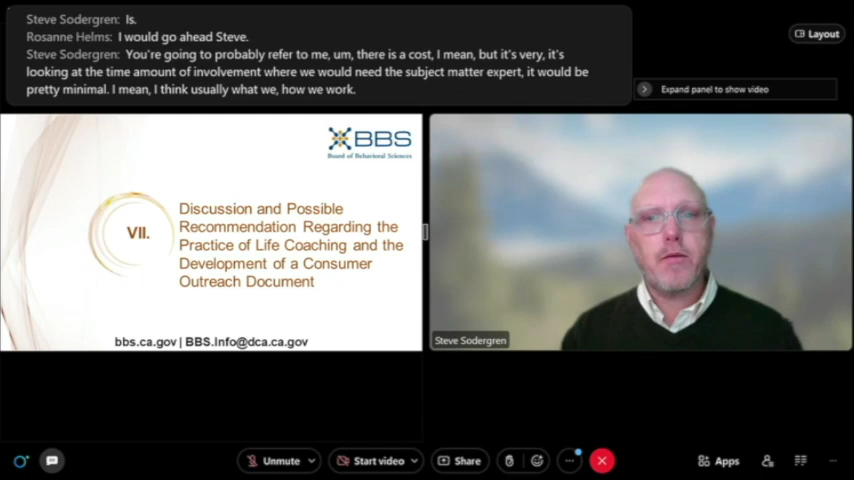 Steve Sodergren: Is.
Rosanne Helms: I would go ahead Steve.
Steve Sodergren: You're going to probably refer to me, um, there is a cost, I mean, but it's very, it's
looking at the time amount of involvement where we would need the subject matter expert, it would be
pretty minimal. I mean, I think usually what we, how we work.
Layout
Expand panel to show video
BBS
Board of Behavioral Sciences
VII.
Discussion and Possible
Recommendation Regarding the
Practice of Life Coaching and the
Development of a Consumer
Outreach Document
bbs.ca.gov | BBS.Info@dca.ca.gov
Steve Sodergren
Unmute
Start video
Share
Apps